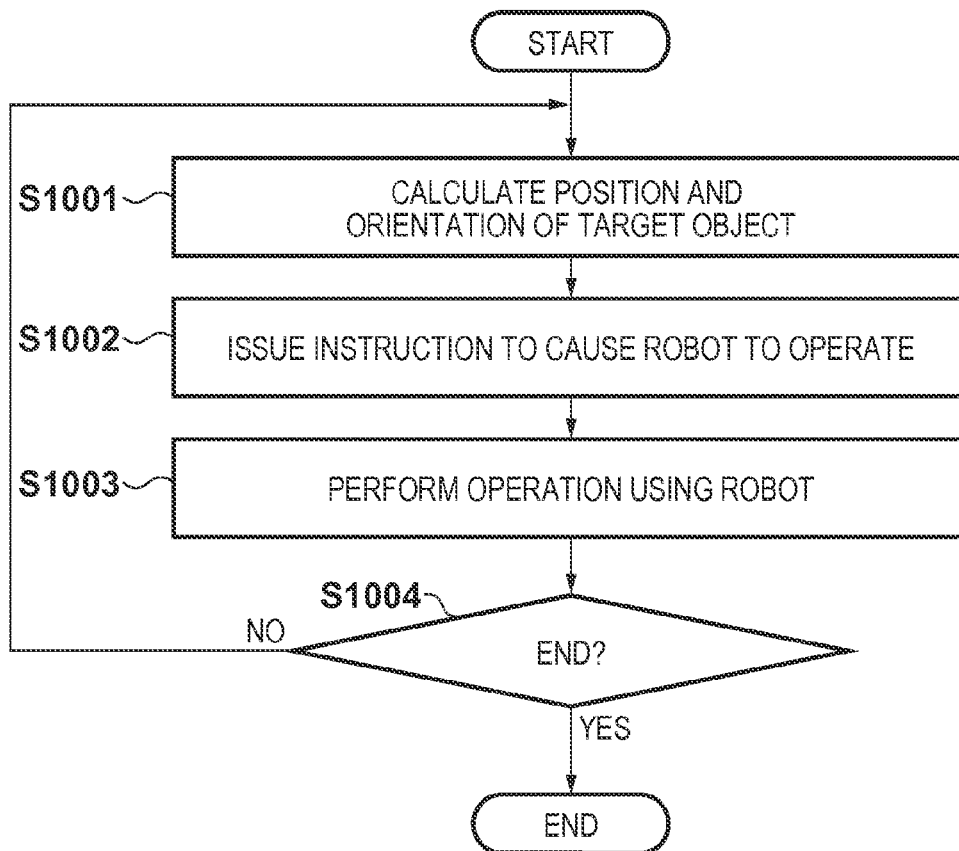 START
S1001
CALCULATE POSITION AND
ORIENTATION OF TARGET OBJECT
S1002
ISSUE INSTRUCTION TO CAUSE ROBOT TO OPERATE
S1003
PERFORM OPERATION USING ROBOT
S1004
NO
END?
YES
END